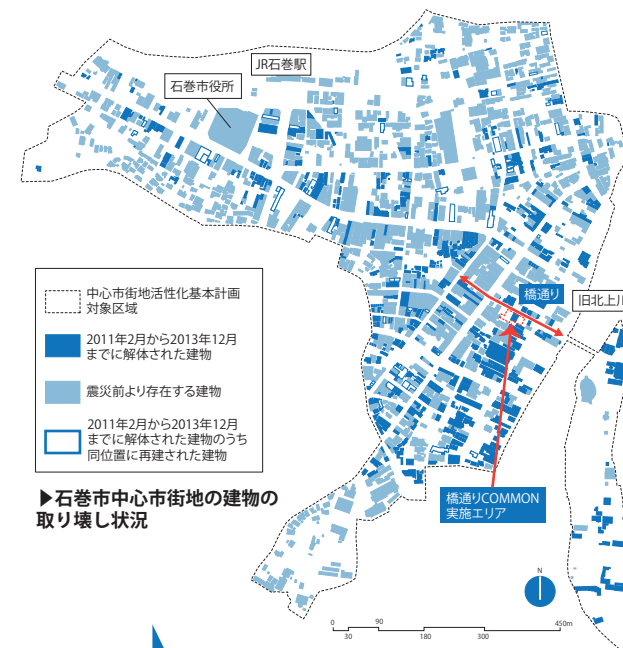 JR石巻駅
石巻市役所
中心市街地活性化基本計画
対象区域
2011年2月から2013年12月
までに解体された建物
震災前より存在する建物
2011年2月から2013年12月
までに解体された建物のうち
同位置に再建された建物
▶石巻市中心市街地の建物の
取り壊し状況
橋通り
旧北上川
橋通りCOMMON
実施エリア
N
0 90 450m
30 180 300